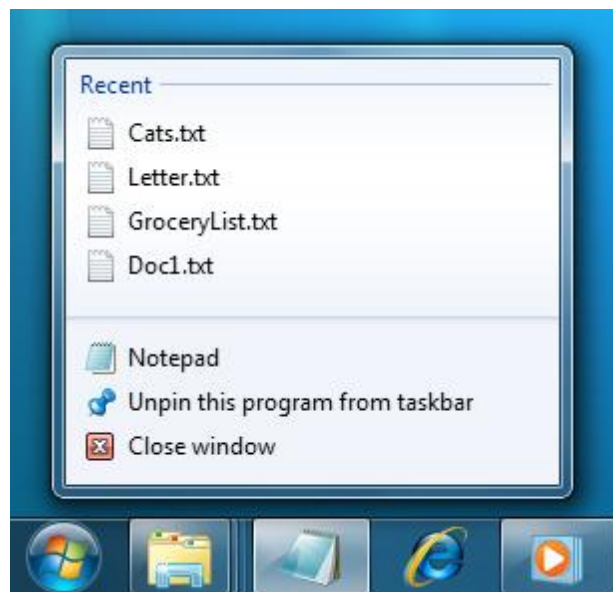 Recent
Cats.txt
Letter.txt
GroceryList.txt
Doc1.txt
Notepad
Unpin this program from taskbar
Close window